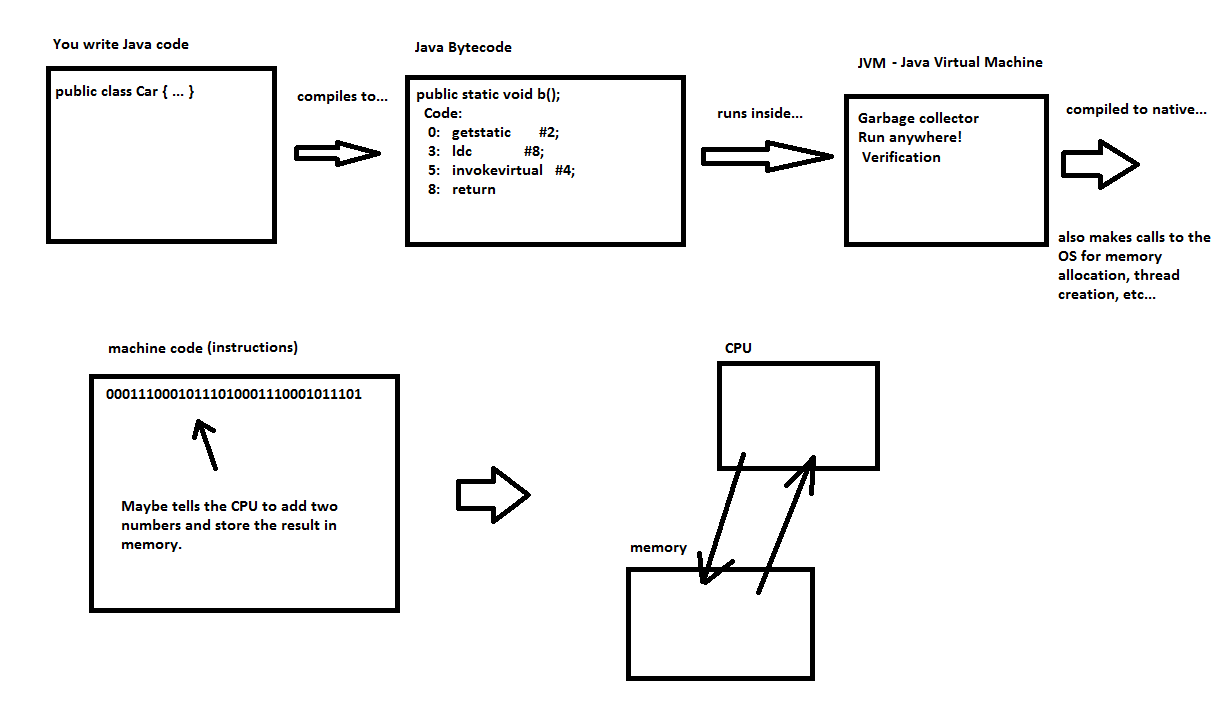 You write Java code
public class Car { ... }
compiles to...
Java Bytecode
public static void b();
Code:
0: getstatic #2;
3: ldc #8;
5: invokevirtual #4;
8: return
runs inside...
JVM - Java Virtual Machine
Garbage collector
Run anywhere!
Verification
compiled to native...
also makes calls to the
OS for memory
allocation, thread
creation, etc...
machine code (instructions)
00011100010111010001110001011101
Maybe tells the CPU to add two
numbers and store the result in
memory.
CPU
memory